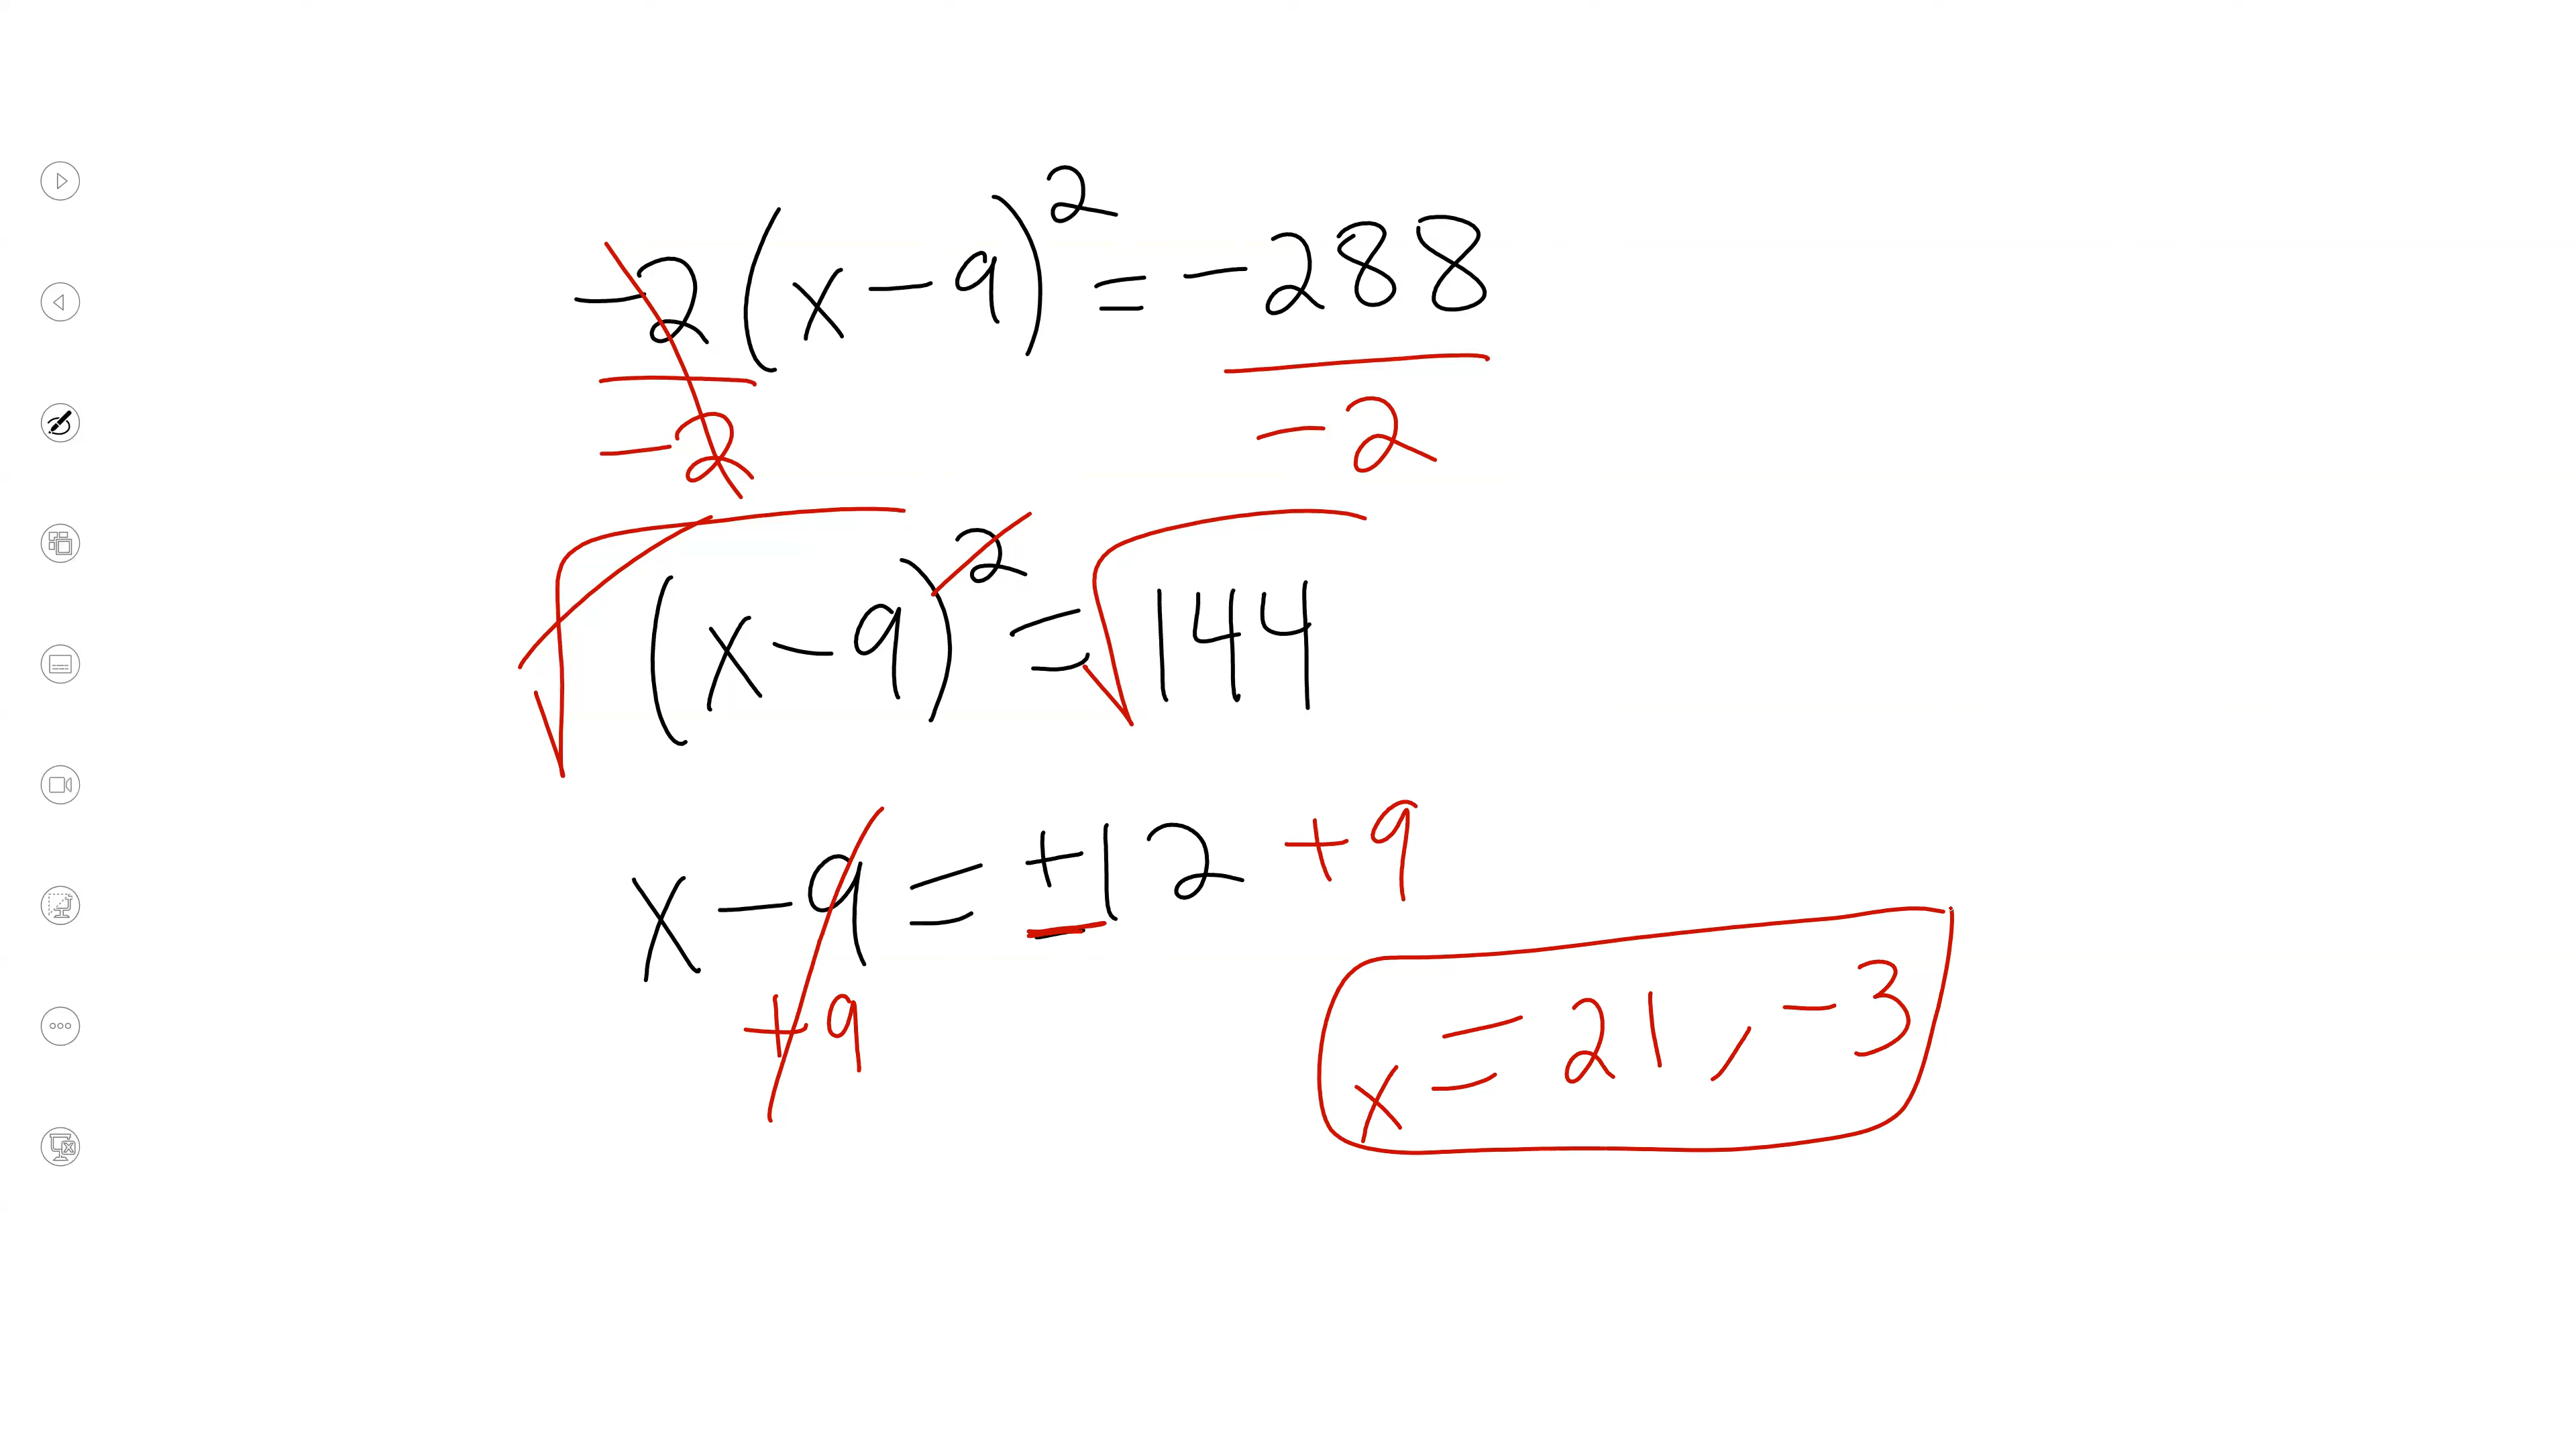 -2(x-9)² = -288
-2 -2
√(x-9)² = √144
x-9 = ±12 +9
+9
x = 21, -3